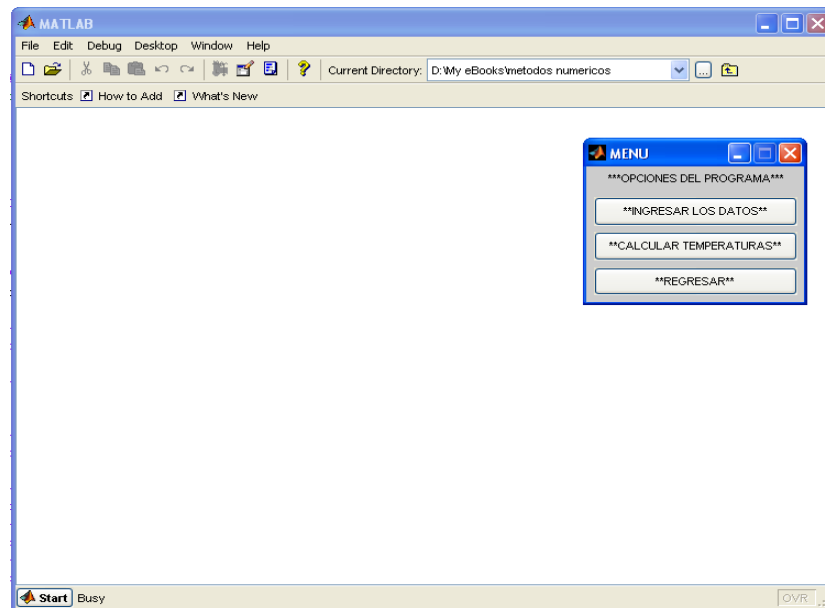 MATLAB
File Edit Debug Desktop Window Help
Current Directory: D:\My eBooks\metodos numericos
Shortcuts How to Add What's New
MENU
***OPCIONES DEL PROGRAMA***
**INGRESAR LOS DATOS**
**CALCULAR TEMPERATURAS**
**REGRESAR**
Start Busy OVR